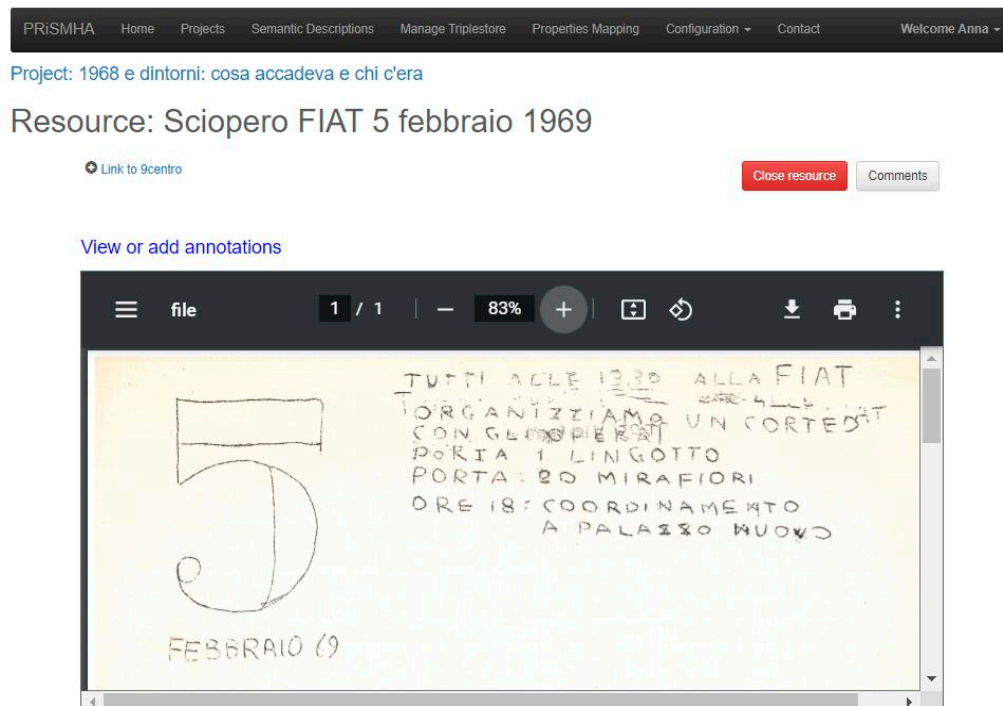 PRiSMHA Home Projects Semantic Descriptions Manage Triplestore Properties Mapping Configuration Contact Welcome Anna
Project: 1968 e dintorni: cosa accadeva e chi c'era
Resource: Sciopero FIAT 5 febbraio 1969
Link to 9centro
Close resource Comments
View or add annotations
file 1 / 1 83%
5
FEBBRAIO 69
TUTTI ALLE 13.30 ALLA FIAT
ORGANIZZIAMO UN CORTEO
CON GLI OPERAI
PORTA 1 LINGOTTO
PORTA 20 MIRAFIORI
ORE 18: COORDINAMENTO
A PALAZZO NUOVO